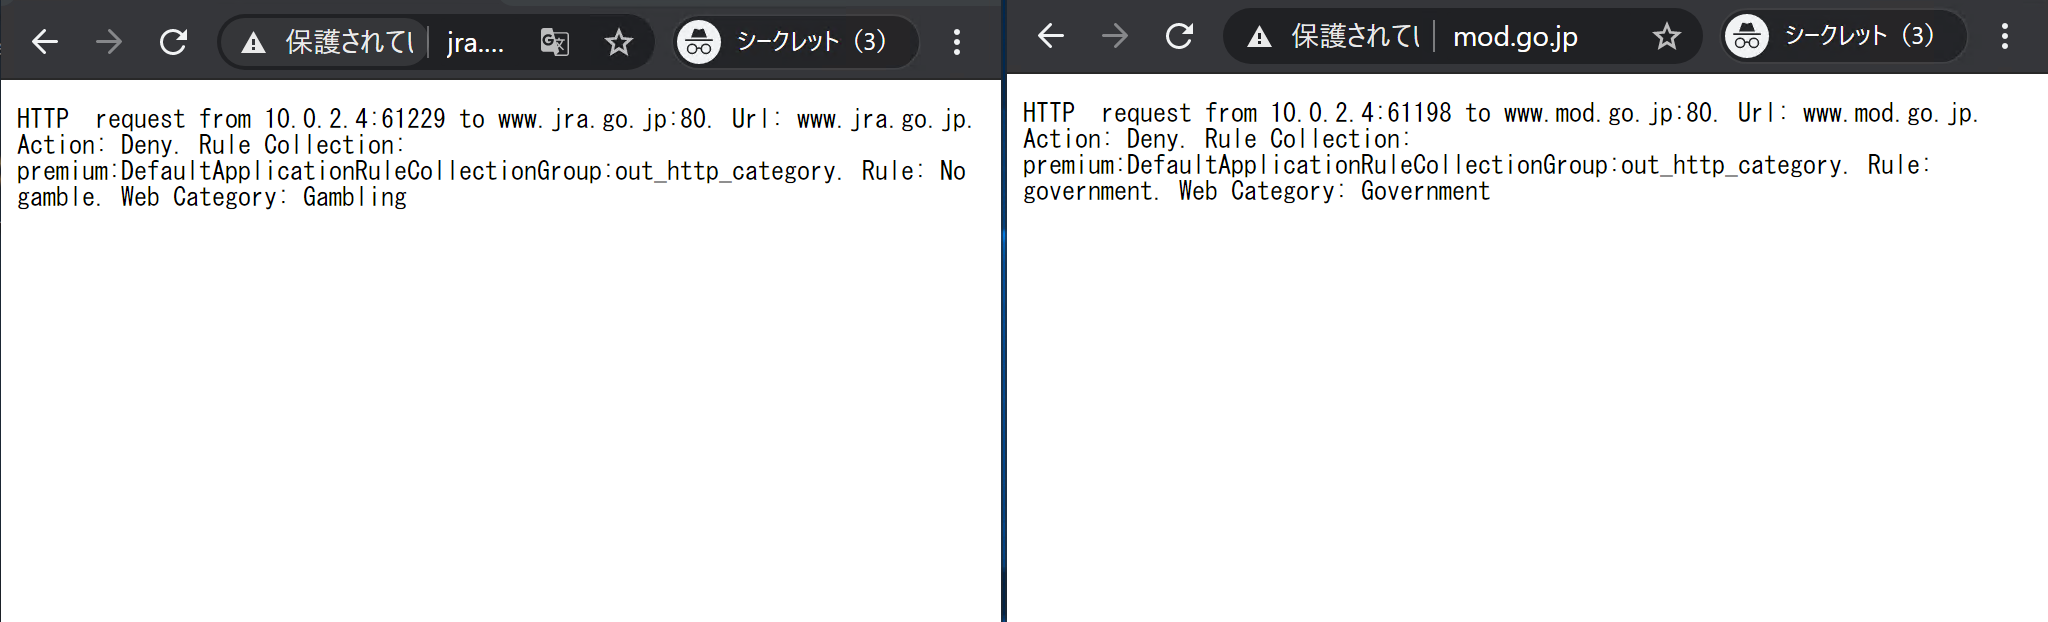 保護されてい jra.... シークレット (3)
HTTP  request from 10.0.2.4:61229 to www.jra.go.jp:80. Url: www.jra.go.jp.
Action: Deny. Rule Collection:
premium:DefaultApplicationRuleCollectionGroup:out_http_category. Rule: No
gamble. Web Category: Gambling
保護されてい mod.go.jp シークレット (3)
HTTP  request from 10.0.2.4:61198 to www.mod.go.jp:80. Url: www.mod.go.jp.
Action: Deny. Rule Collection:
premium:DefaultApplicationRuleCollectionGroup:out_http_category. Rule:
government. Web Category: Government